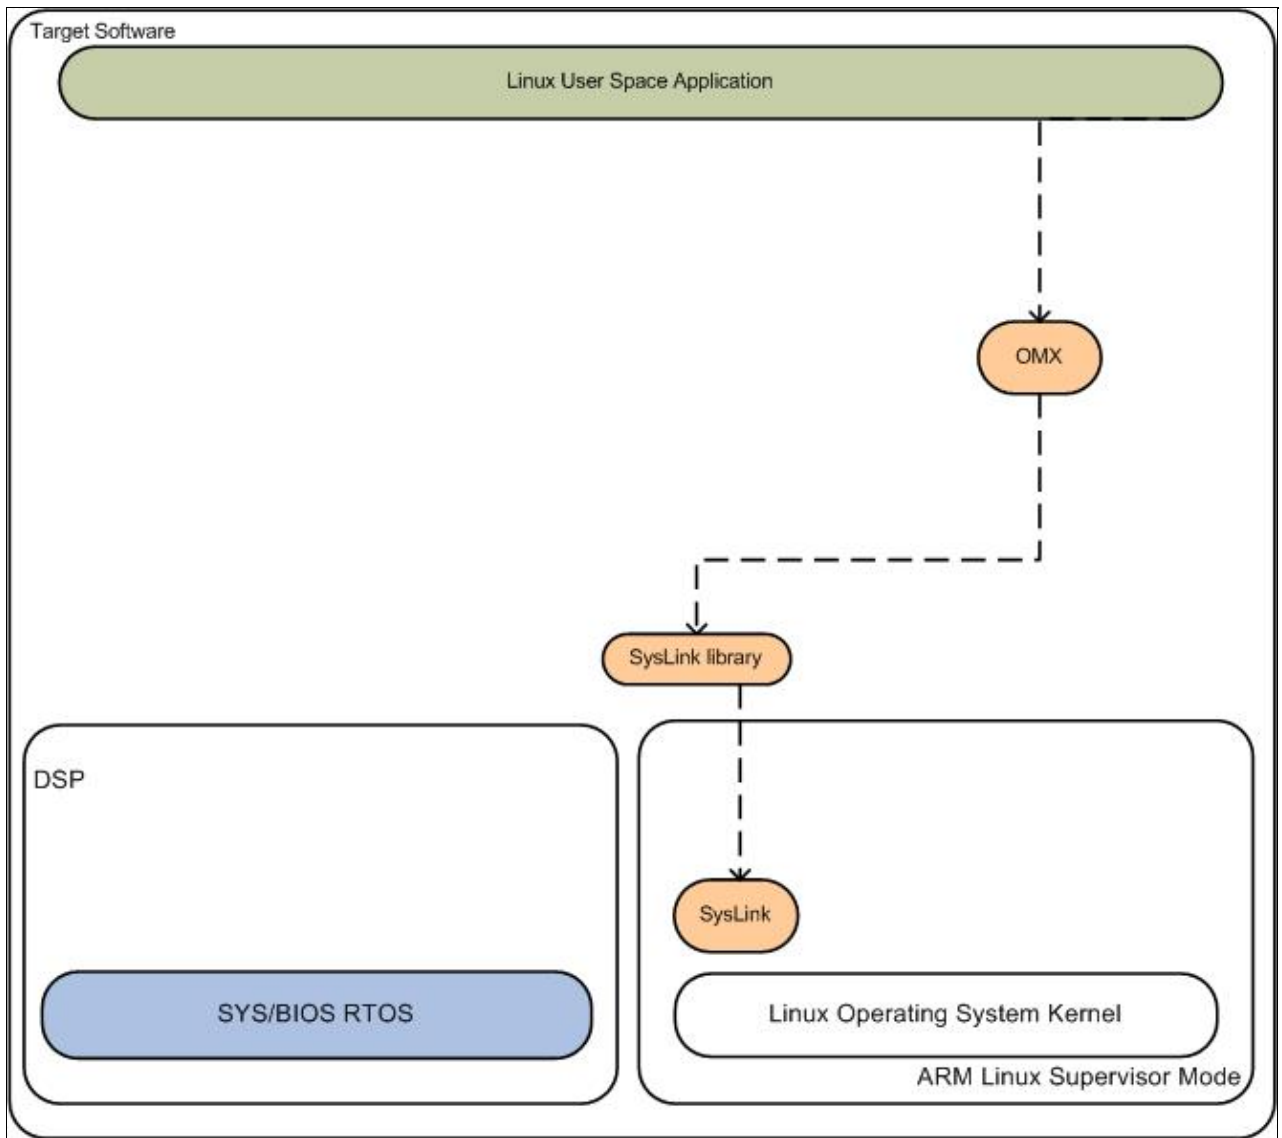 Target Software
Linux User Space Application
OMX
SysLink library
DSP
SysLink
SYS/BIOS RTOS
Linux Operating System Kernel
ARM Linux Supervisor Mode